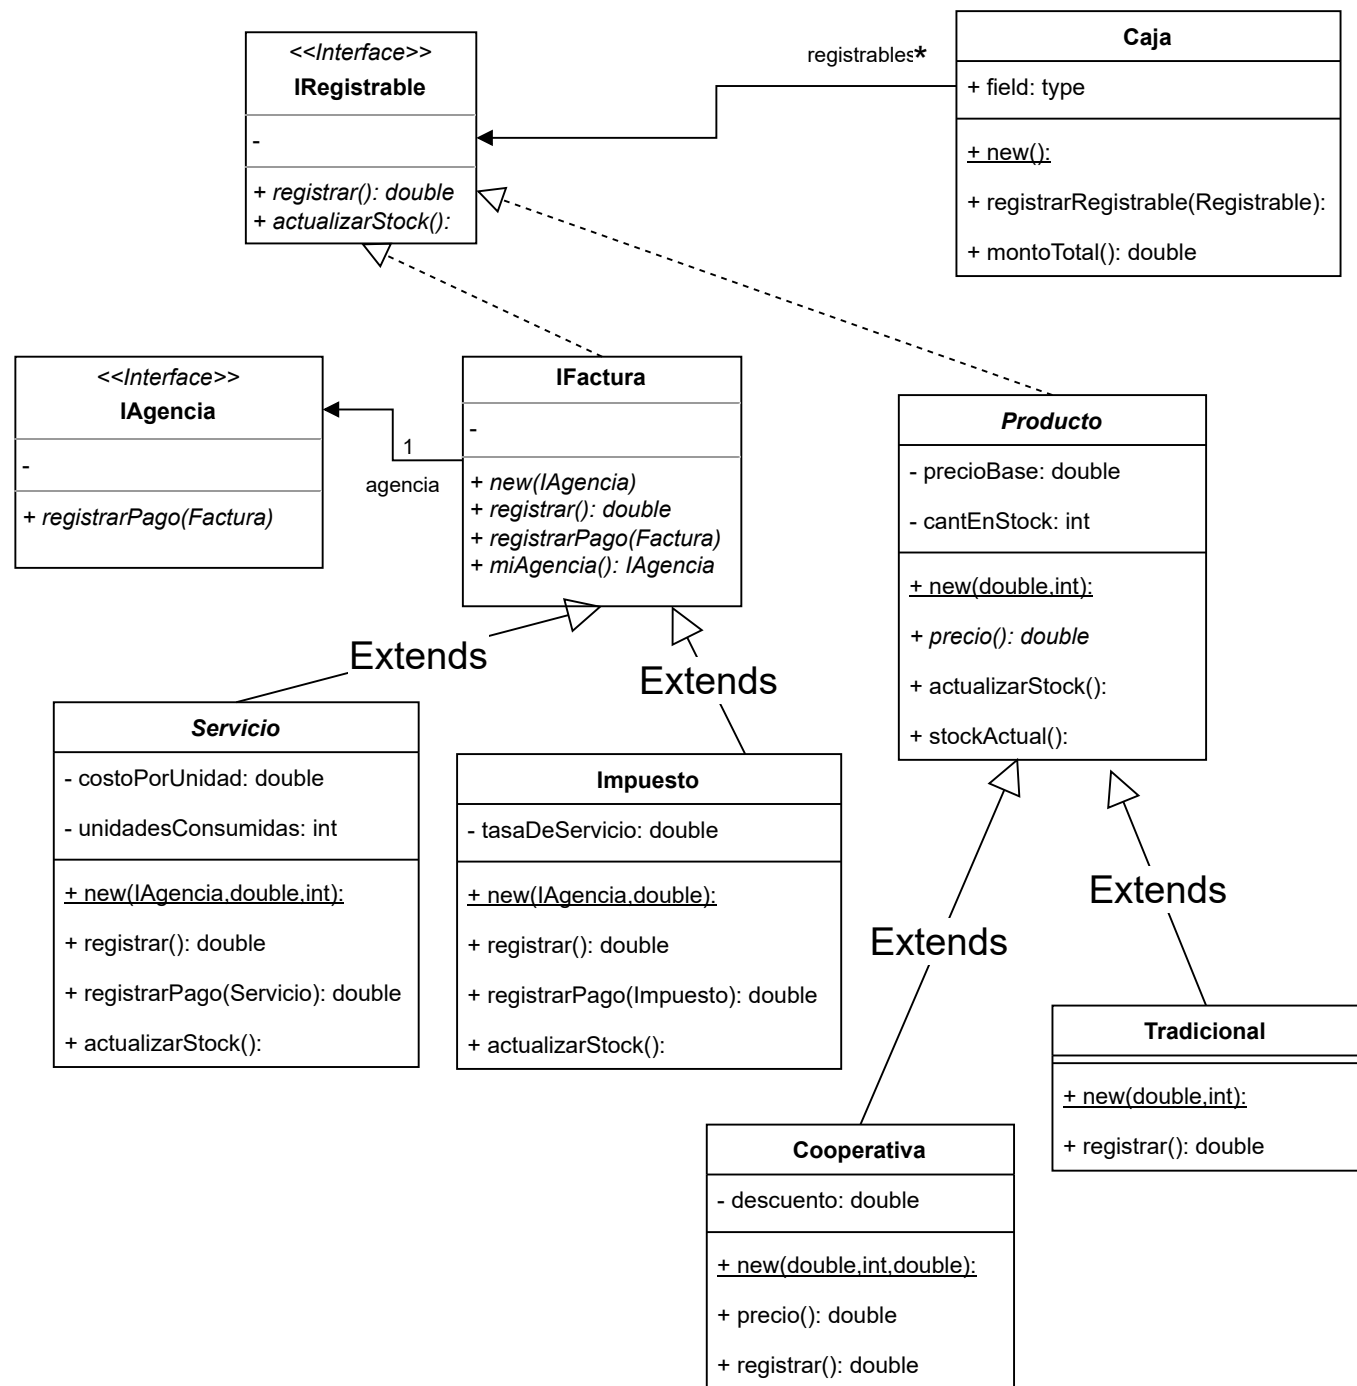 <<Interface>>
IRegistrable
-
+ registrar(): double
+ actualizarStock():
registrables
*
Caja
+ field: type
+ new():
+ registrarRegistrable(Registrable):
+ montoTotal(): double
<<Interface>>
IAgencia
-
+ registrarPago(Factura)
1
agencia
IFactura
-
+ new(IAgencia)
+ registrar(): double
+ registrarPago(Factura)
+ miAgencia(): IAgencia
Producto
- precioBase: double
- cantEnStock: int
+ new(double,int):
+ precio(): double
+ actualizarStock():
+ stockActual():
Extends
Extends
Servicio
- costoPorUnidad: double
- unidadesConsumidas: int
+ new(IAgencia,double,int):
+ registrar(): double
+ registrarPago(Servicio): double
+ actualizarStock():
Impuesto
- tasaDeServicio: double
+ new(IAgencia,double):
+ registrar(): double
+ registrarPago(Impuesto): double
+ actualizarStock():
Extends
Extends
Tradicional
+ new(double,int):
+ registrar(): double
Cooperativa
- descuento: double
+ new(double,int,double):
+ precio(): double
+ registrar(): double